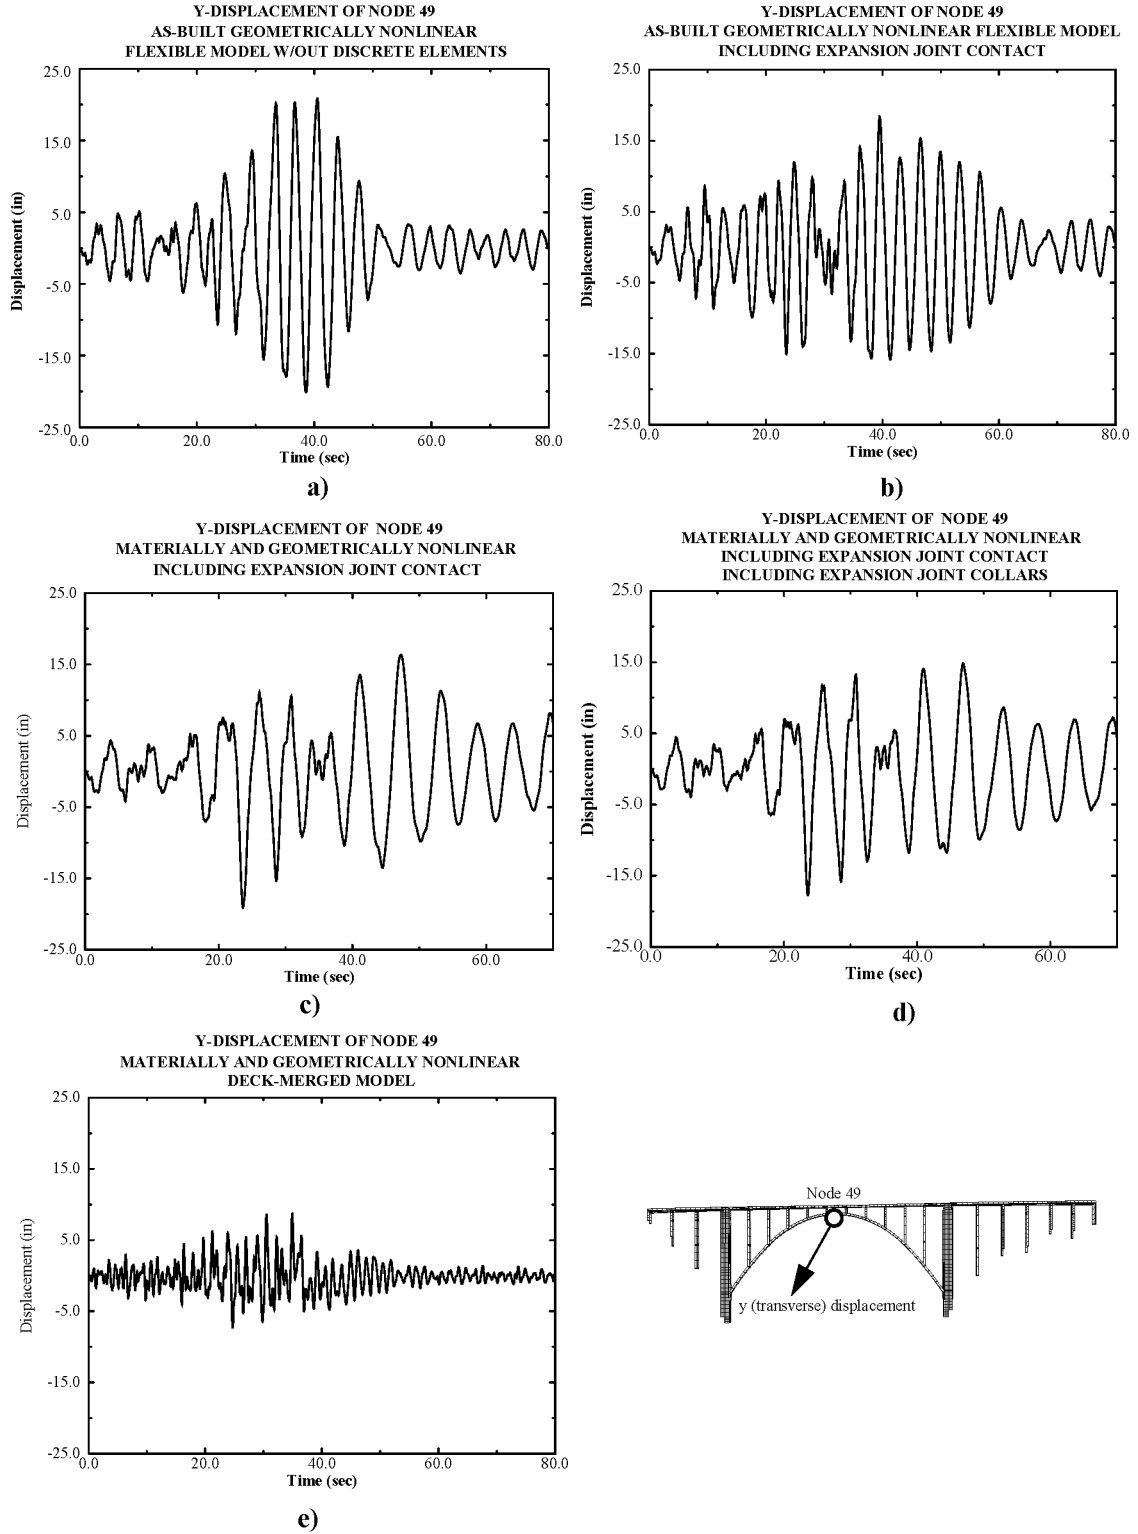 Y-DISPLACEMENT OF NODE 49
AS-BUILT GEOMETRICALLY NONLINEAR
FLEXIBLE MODEL W/OUT DISCRETE ELEMENTS
25.0
15.0
5.0
-5.0
-15.0
-25.0
Displacement (in)
0.0 20.0 40.0 60.0 80.0
Time (sec)
a)
Y-DISPLACEMENT OF NODE 49
AS-BUILT GEOMETRICALLY NONLINEAR FLEXIBLE MODEL
INCLUDING EXPANSION JOINT CONTACT
25.0
15.0
5.0
-5.0
-15.0
-25.0
Displacement (in)
0.0 20.0 40.0 60.0 80.0
Time (sec)
b)
Y-DISPLACEMENT OF NODE 49
MATERIALLY AND GEOMETRICALLY NONLINEAR
INCLUDING EXPANSION JOINT CONTACT
25.0
15.0
5.0
-5.0
-15.0
-25.0
Displacement (in)
0.0 20.0 40.0 60.0
Time (sec)
c)
Y-DISPLACEMENT OF NODE 49
MATERIALLY AND GEOMETRICALLY NONLINEAR
INCLUDING EXPANSION JOINT CONTACT
INCLUDING EXPANSION JOINT COLLARS
25.0
15.0
5.0
-5.0
-15.0
-25.0
Displacement (in)
0.0 20.0 40.0 60.0
Time (sec)
d)
Y-DISPLACEMENT OF NODE 49
MATERIALLY AND GEOMETRICALLY NONLINEAR
DECK-MERGED MODEL
25.0
15.0
5.0
-5.0
-15.0
-25.0
Displacement (in)
0.0 20.0 40.0 60.0 80.0
Time (sec)
e)
Node 49
y (transverse) displacement